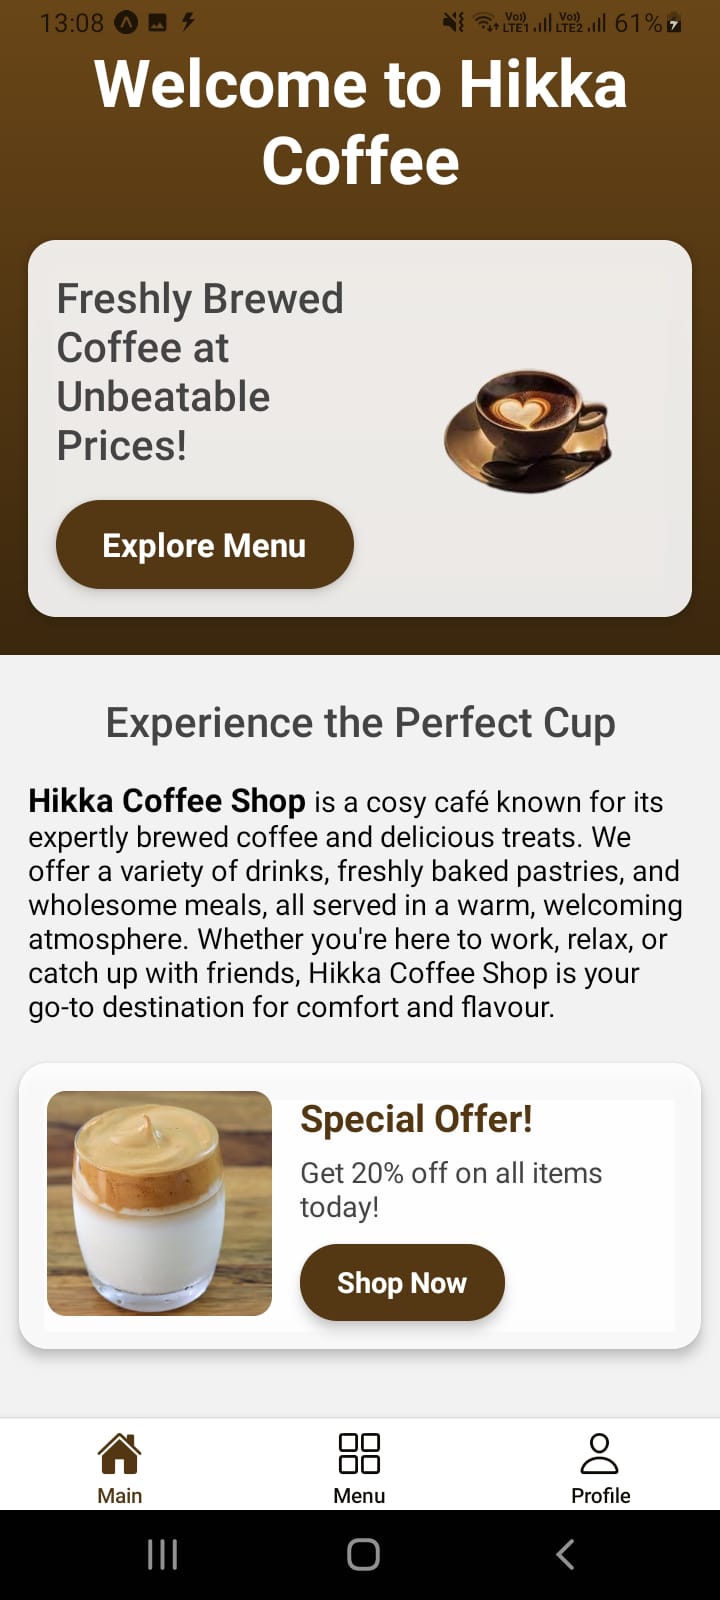 13:08 Vo)) LTE1 Vo)) LTE2 61%
Welcome to Hikka
Coffee
Freshly Brewed
Coffee at
Unbeatable
Prices!
Explore Menu
Experience the Perfect Cup
Hikka Coffee Shop is a cosy café known for its
expertly brewed coffee and delicious treats. We
offer a variety of drinks, freshly baked pastries, and
wholesome meals, all served in a warm, welcoming
atmosphere. Whether you're here to work, relax, or
catch up with friends, Hikka Coffee Shop is your
go-to destination for comfort and flavour.
Special Offer!
Get 20% off on all items
today!
Shop Now
Main Menu Profile